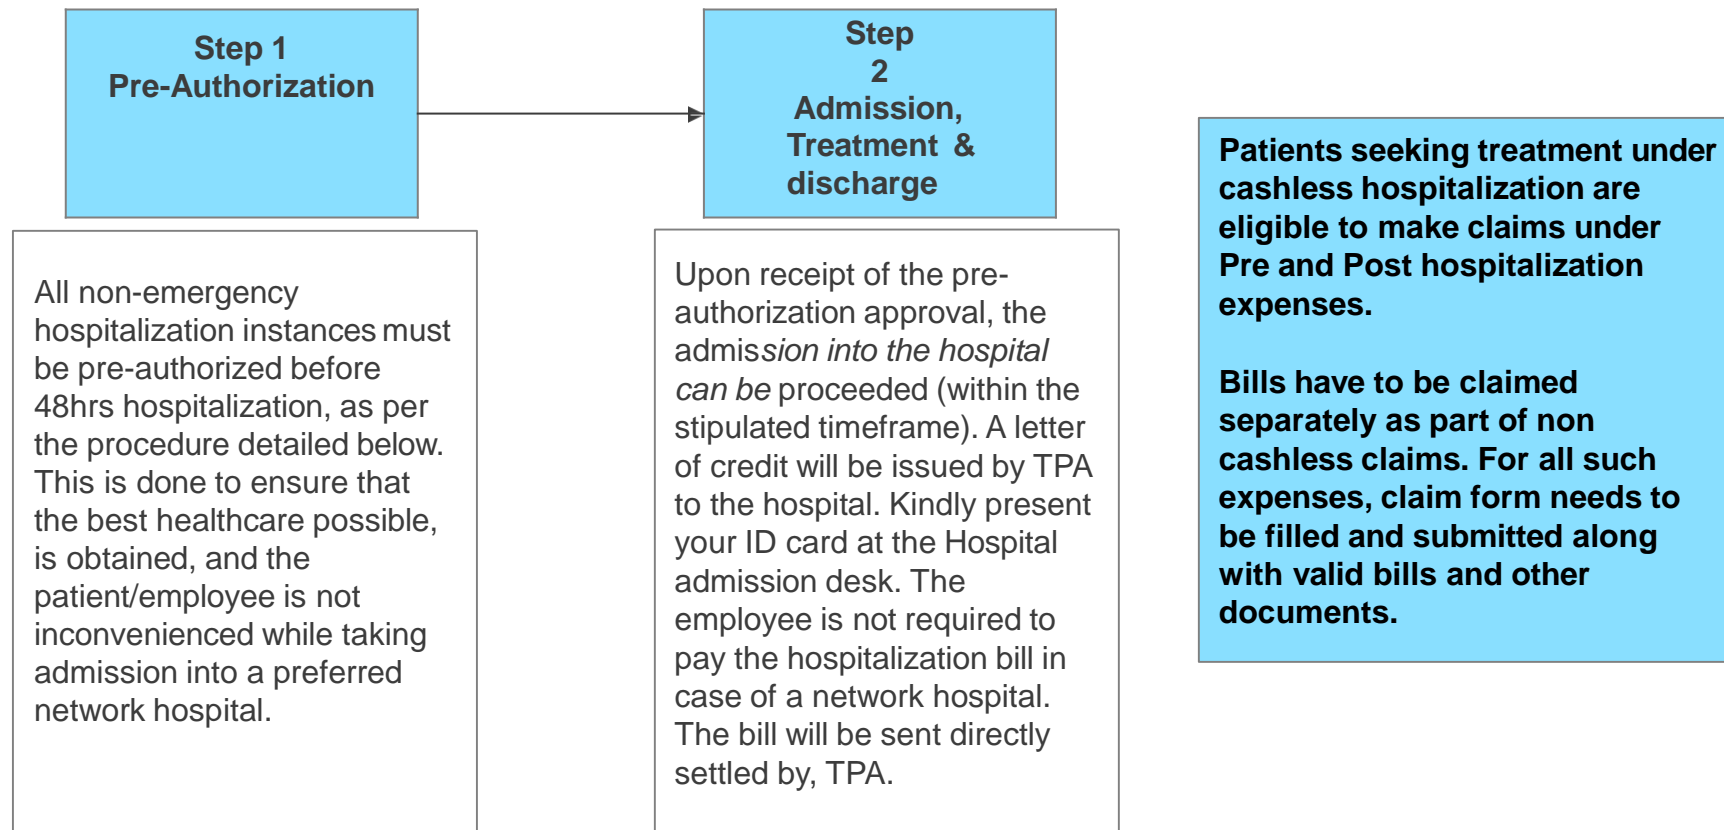 Step 1
Pre-Authorization
All non-emergency
hospitalization instances must
be pre-authorized before
48hrs hospitalization, as per
the procedure detailed below.
This is done to ensure that
the best healthcare possible,
is obtained, and the
patient/employee is not
inconvenienced while taking
admission into a preferred
network hospital.
Step
2
Admission,
Treatment &
discharge
Upon receipt of the pre-
authorization approval, the
admission into the hospital
can be proceeded (within the
stipulated timeframe). A letter
of credit will be issued by TPA
to the hospital. Kindly present
your ID card at the Hospital
admission desk. The
employee is not required to
pay the hospitalization bill in
case of a network hospital.
The bill will be sent directly
settled by, TPA.
Patients seeking treatment under
cashless hospitalization are
eligible to make claims under
Pre and Post hospitalization
expenses.
Bills have to be claimed
separately as part of non
cashless claims. For all such
expenses, claim form needs to
be filled and submitted along
with valid bills and other
documents.